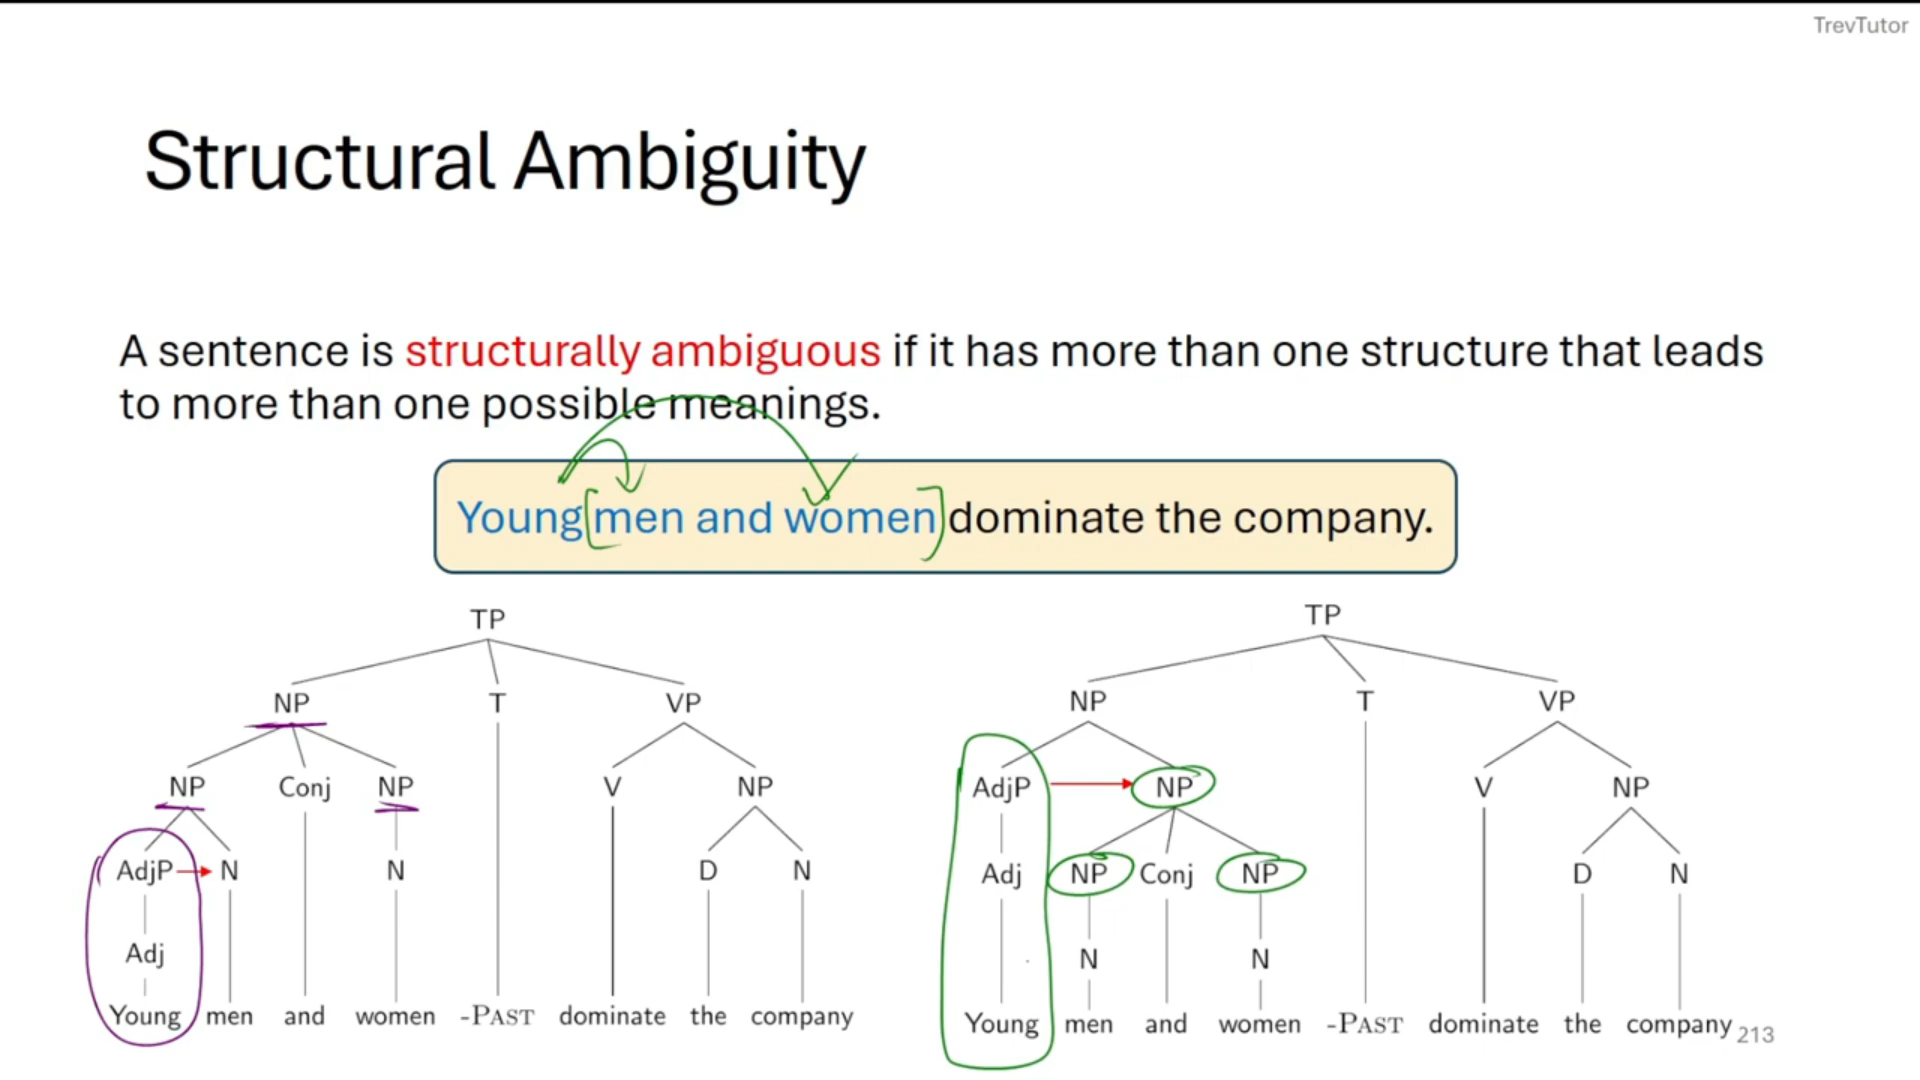 TrevTutor
Structural Ambiguity
A sentence is structurally ambiguous if it has more than one structure that leads
to more than one possible meanings.
Young [men and women] dominate the company.
TP
NP T VP
NP Conj NP V NP
AdjP N N D N
Adj
Young men and women -PAST dominate the company
TP
NP T VP
AdjP NP V NP
Adj NP Conj NP D N
N N
Young men and women -PAST dominate the company
213